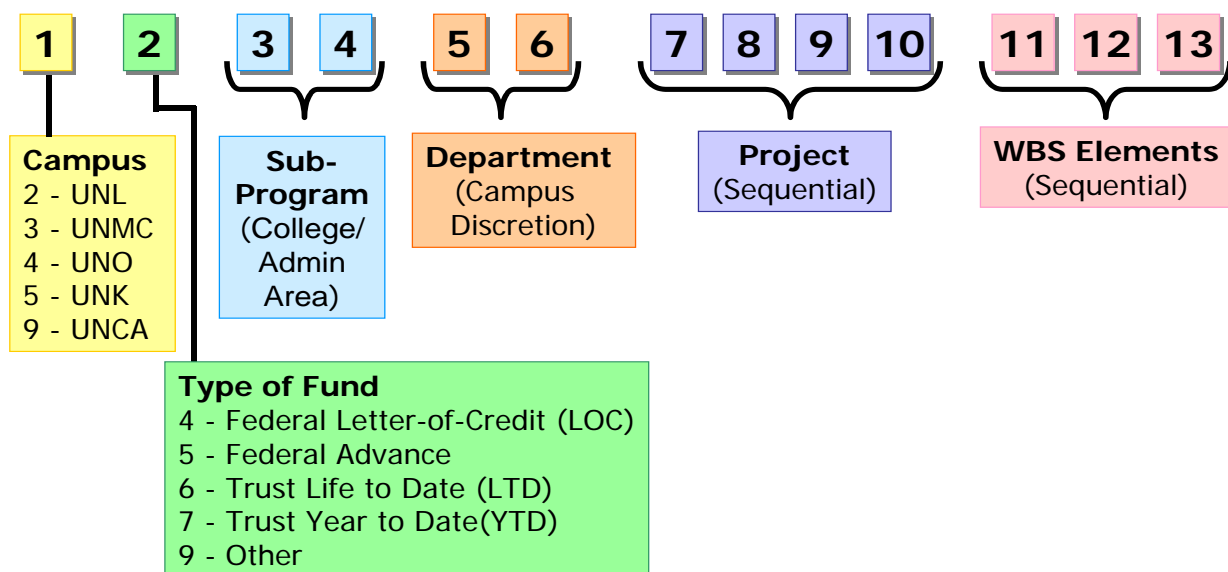 1 2 3 4 5 6 7 8 9 10 11 12 13
Campus
2 - UNL
3 - UNMC
4 - UNO
5 - UNK
9 - UNCA
Sub-
Program
(College/
Admin
Area)
Department
(Campus
Discretion)
Project
(Sequential)
WBS Elements
(Sequential)
Type of Fund
4 - Federal Letter-of-Credit (LOC)
5 - Federal Advance
6 - Trust Life to Date (LTD)
7 - Trust Year to Date(YTD)
9 - Other